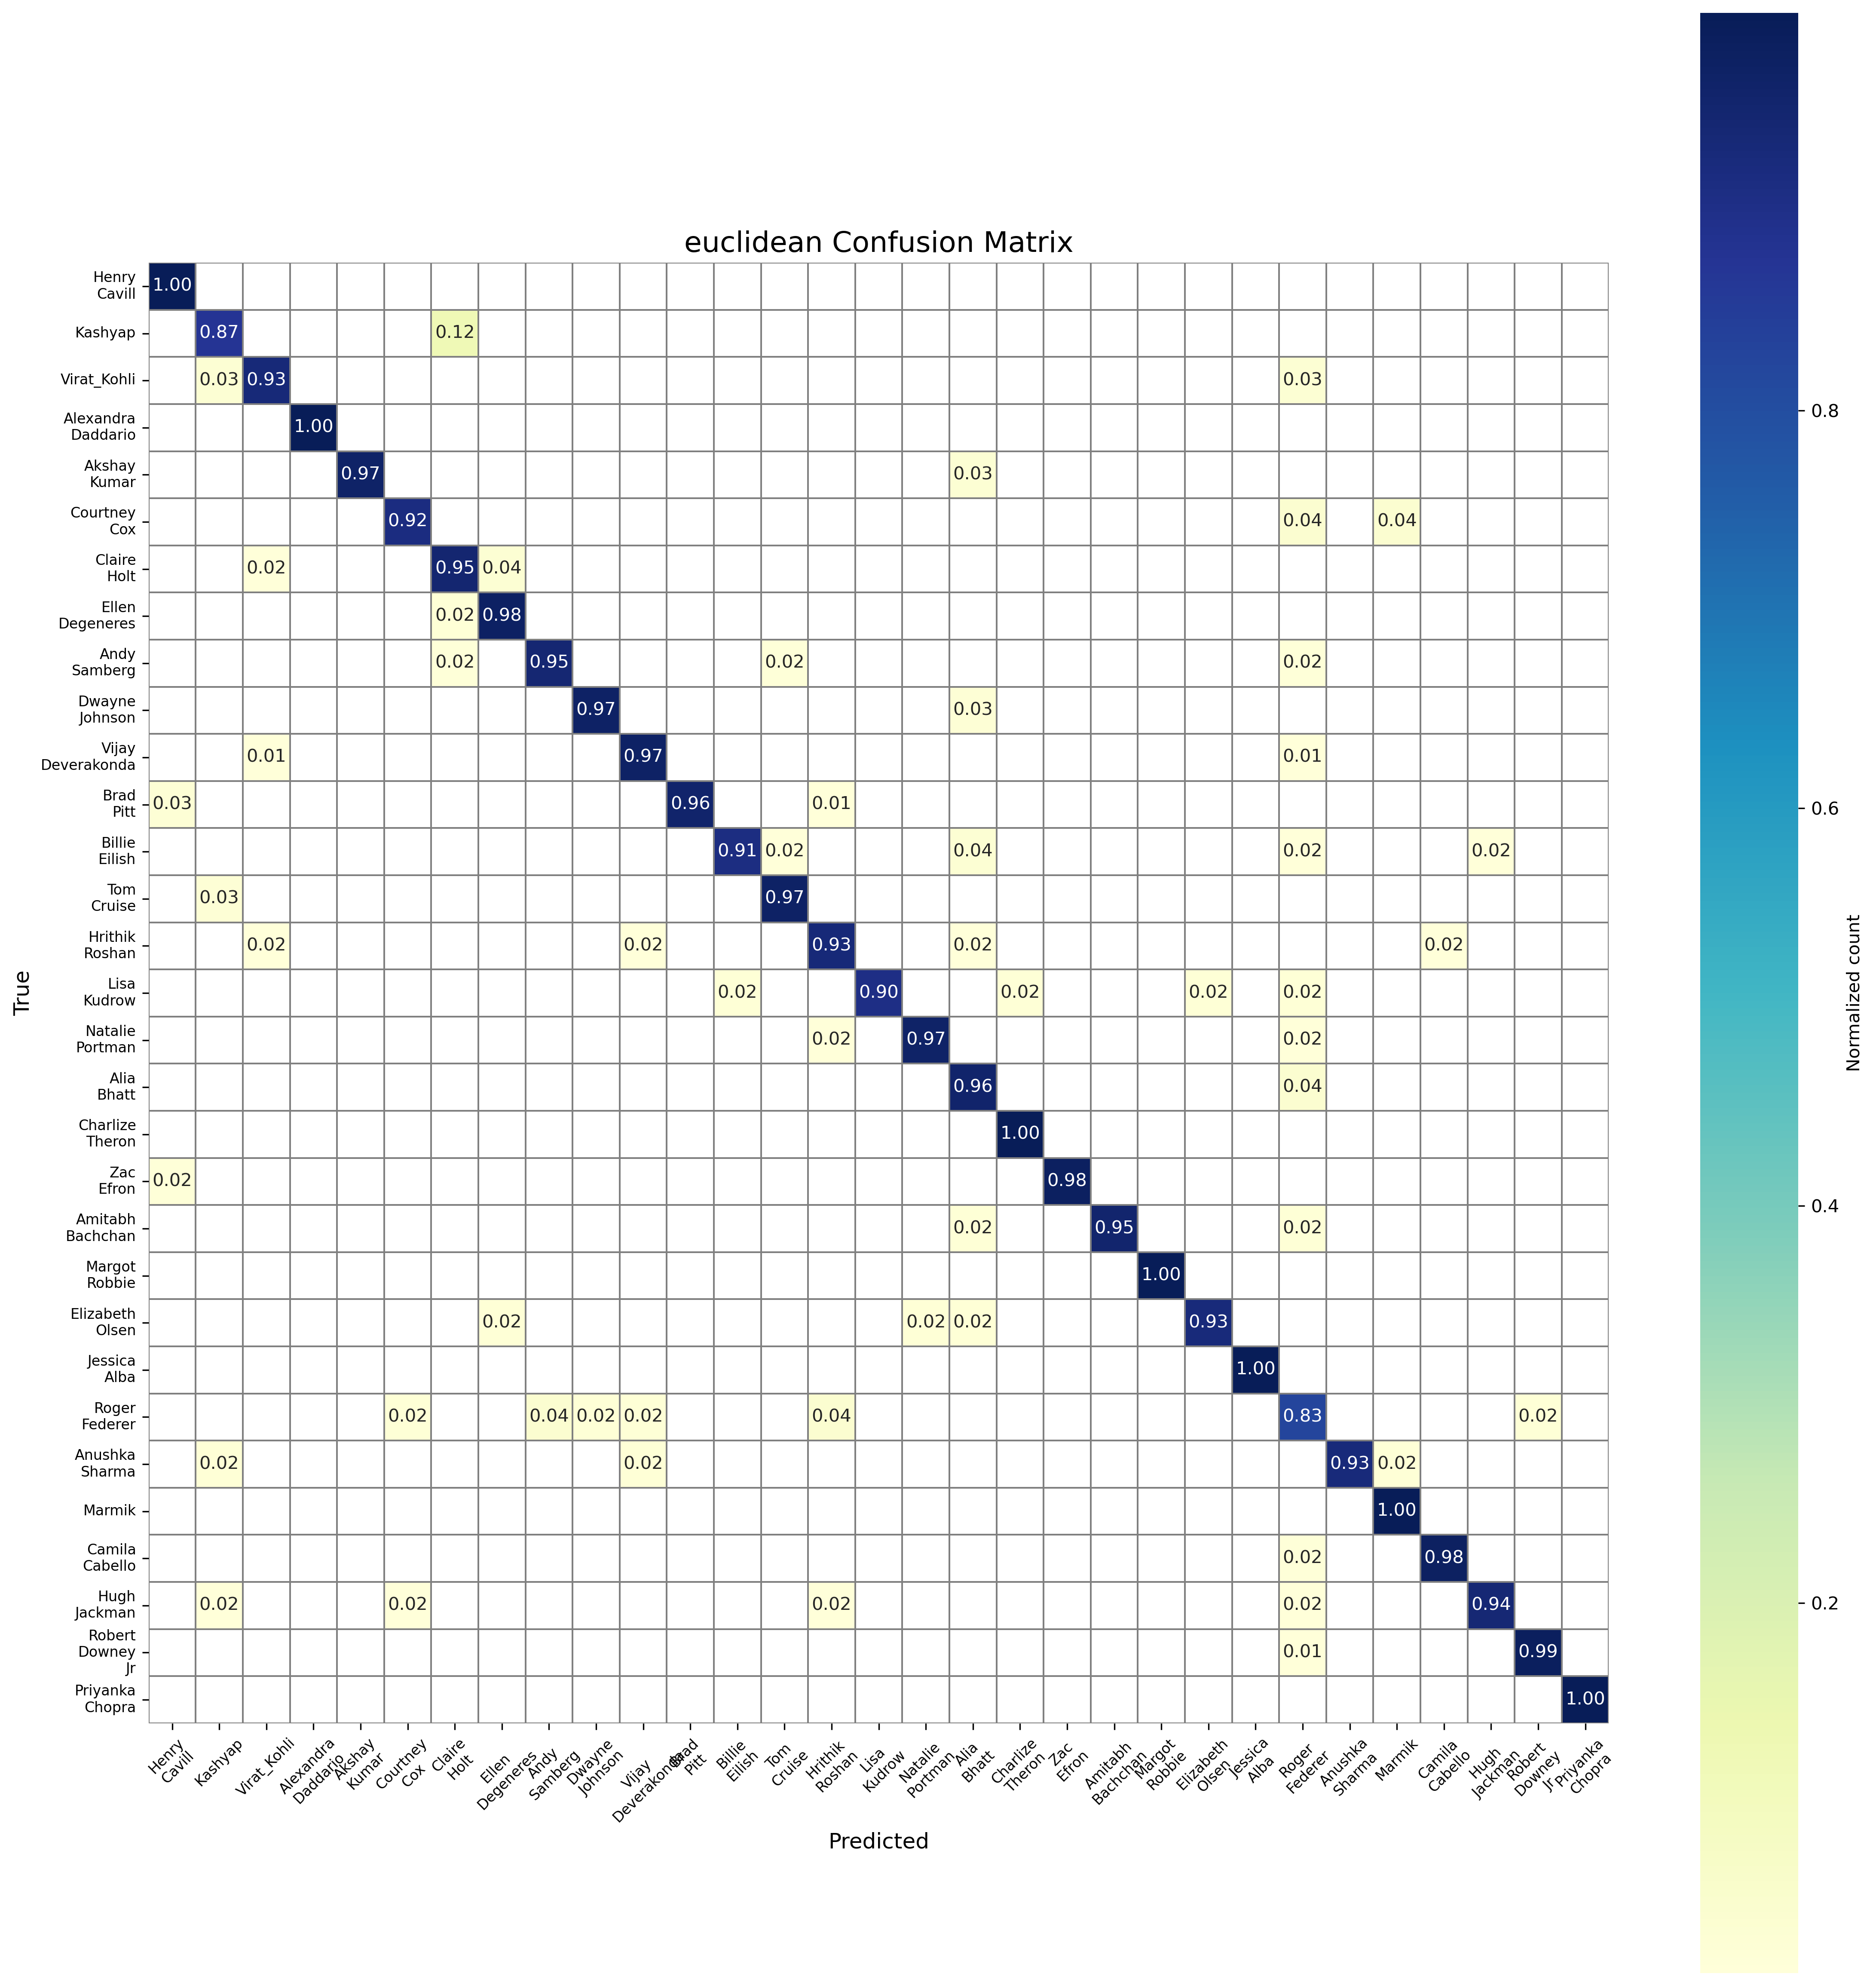 euclidean Confusion Matrix
Henry
Cavill
1.00
Kashyap
0.87 0.12
Virat_Kohli
0.03 0.93 0.03
Alexandra
Daddario
1.00
Akshay
Kumar
0.97 0.03
Courtney
Cox
0.92 0.04 0.04
Claire
Holt
0.02 0.95 0.04
Ellen
Degeneres
0.02 0.98
Andy
Samberg
0.02 0.95 0.02 0.02
Dwayne
Johnson
0.97 0.03
Vijay
Deverakonda
0.01 0.97 0.01
Brad
Pitt
0.03 0.96 0.01
Billie
Eilish
0.91 0.02 0.04 0.02 0.02
Tom
Cruise
0.03 0.97
Hrithik
Roshan
0.02 0.02 0.93 0.02 0.02
Lisa
Kudrow
0.02 0.90 0.02 0.02 0.02
Natalie
Portman
0.02 0.97 0.02
Alia
Bhatt
0.96 0.04
Charlize
Theron
1.00
Zac
Efron
0.02 0.98
Amitabh
Bachchan
0.02 0.95 0.02
Margot
Robbie
1.00
Elizabeth
Olsen
0.02 0.02 0.02 0.93
Jessica
Alba
1.00
Roger
Federer
0.02 0.04 0.02 0.02 0.04 0.83 0.02
Anushka
Sharma
0.02 0.02 0.93 0.02
Marmik
1.00
Camila
Cabello
0.02 0.98
Hugh
Jackman
0.02 0.02 0.02 0.02 0.94
Robert
Downey
Jr
0.01 0.99
Priyanka
Chopra
1.00
True
Henry
Cavill
Kashyap
Virat_Kohli
Alexandra
Daddario
Akshay
Kumar
Courtney
Cox
Claire
Holt
Ellen
Degeneres
Andy
Samberg
Dwayne
Johnson
Vijay
Deverakonda
Brad
Pitt
Billie
Eilish
Tom
Cruise
Hrithik
Roshan
Lisa
Kudrow
Natalie
Portman
Alia
Bhatt
Charlize
Theron
Zac
Efron
Amitabh
Bachchan
Margot
Robbie
Elizabeth
Olsen
Jessica
Alba
Roger
Federer
Anushka
Sharma
Marmik
Camila
Cabello
Hugh
Jackman
Robert
Downey
Jr
Priyanka
Chopra
Predicted
0.8
0.6
0.4
0.2
Normalized count